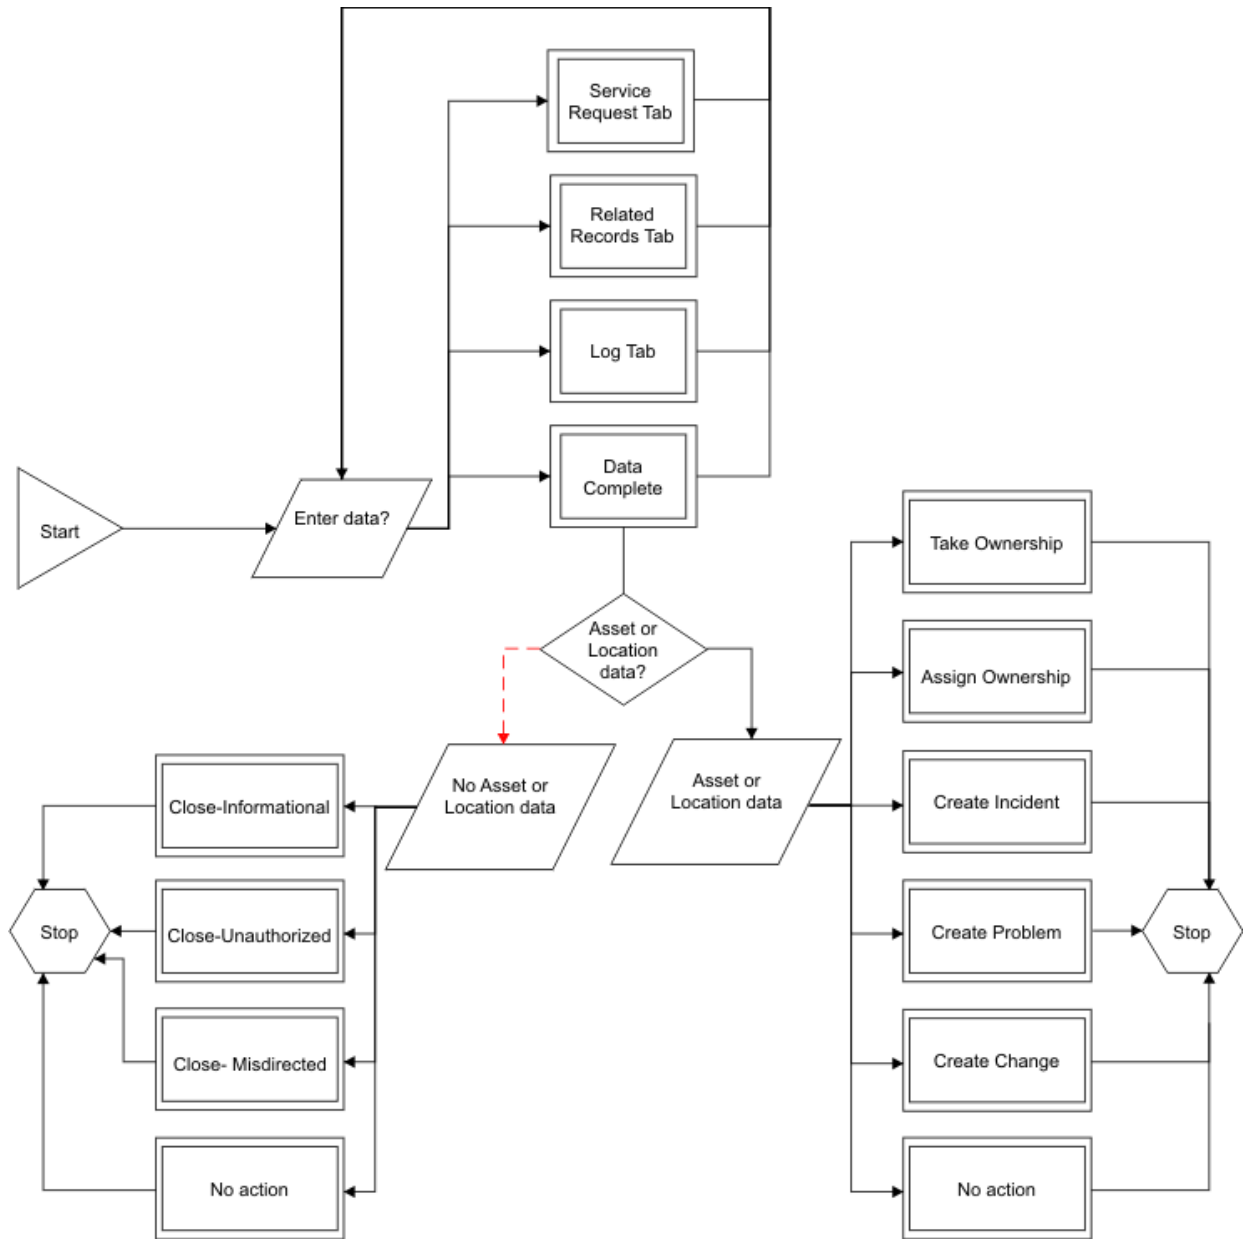 Service
Request Tab
Related
Records Tab
Log Tab
Data
Complete
Start
Enter data?
Asset or
Location
data?
No Asset or
Location data
Asset or
Location data
Close-Informational
Close-Unauthorized
Close- Misdirected
No action
Stop
Take Ownership
Assign Ownership
Create Incident
Create Problem
Create Change
No action
Stop